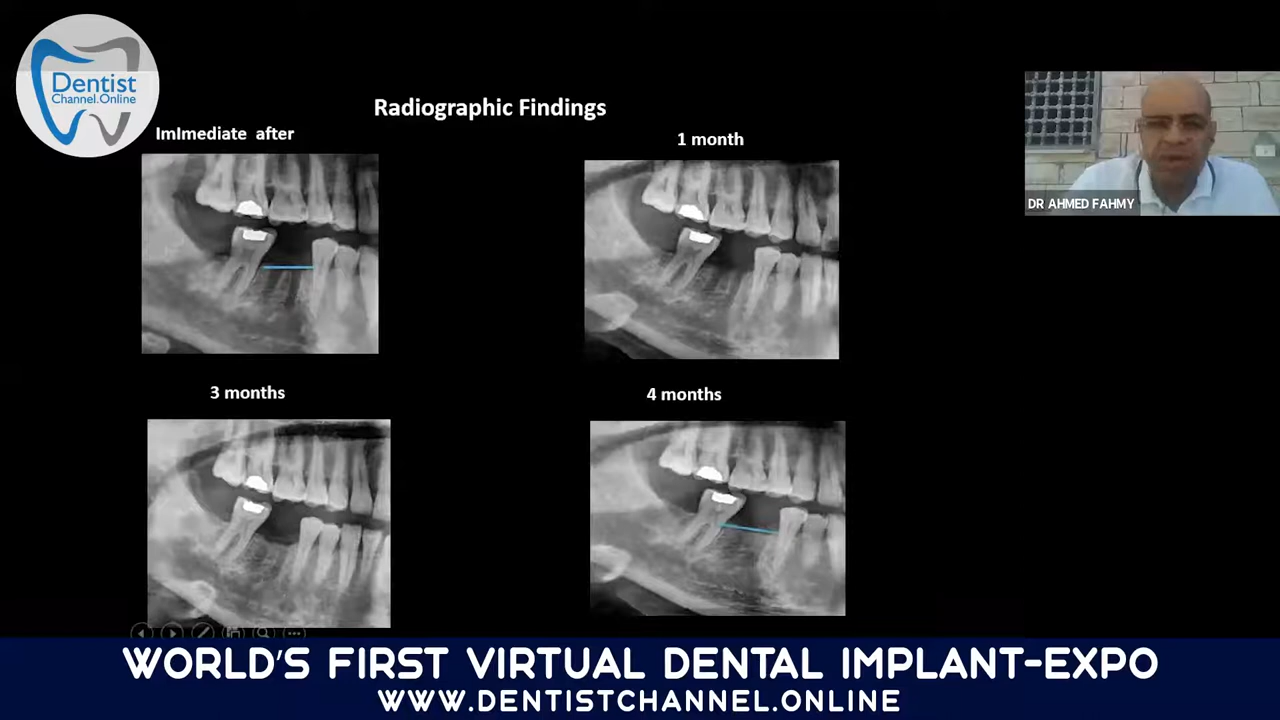 Dentist
Channel.Online
Radiographic Findings
ImImediate after
1 month
DR AHMED FAHMY
3 months
4 months
WORLD'S FIRST VIRTUAL DENTAL IMPLANT-EXPO
WWW.DENTISTCHANNEL.ONLINE